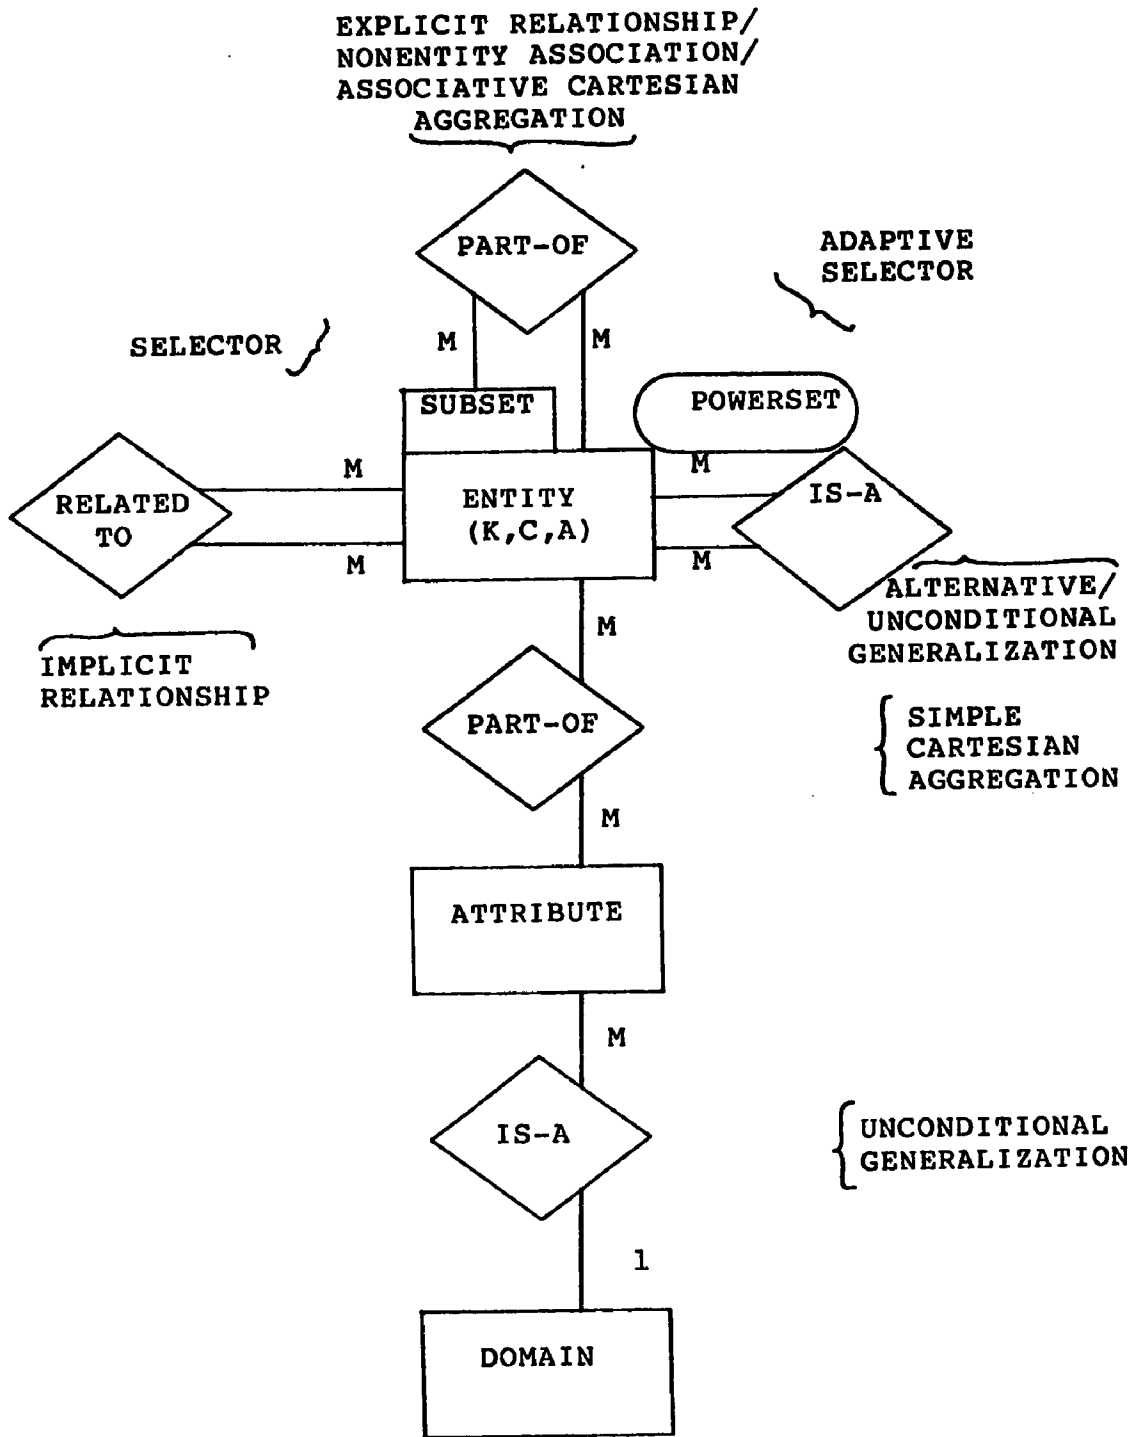 EXPLICIT RELATIONSHIP/
NONENTITY ASSOCIATION/
ASSOCIATIVE CARTESIAN
AGGREGATION
PART-OF
ADAPTIVE
SELECTOR
SELECTOR
M
M
SUBSET
POWERSET
M
M
RELATED
TO
ENTITY
(K,C,A)
IS-A
M
M
ALTERNATIVE/
UNCONDITIONAL
GENERALIZATION
M
IMPLICIT
RELATIONSHIP
PART-OF
SIMPLE
CARTESIAN
AGGREGATION
M
ATTRIBUTE
M
IS-A
UNCONDITIONAL
GENERALIZATION
1
DOMAIN